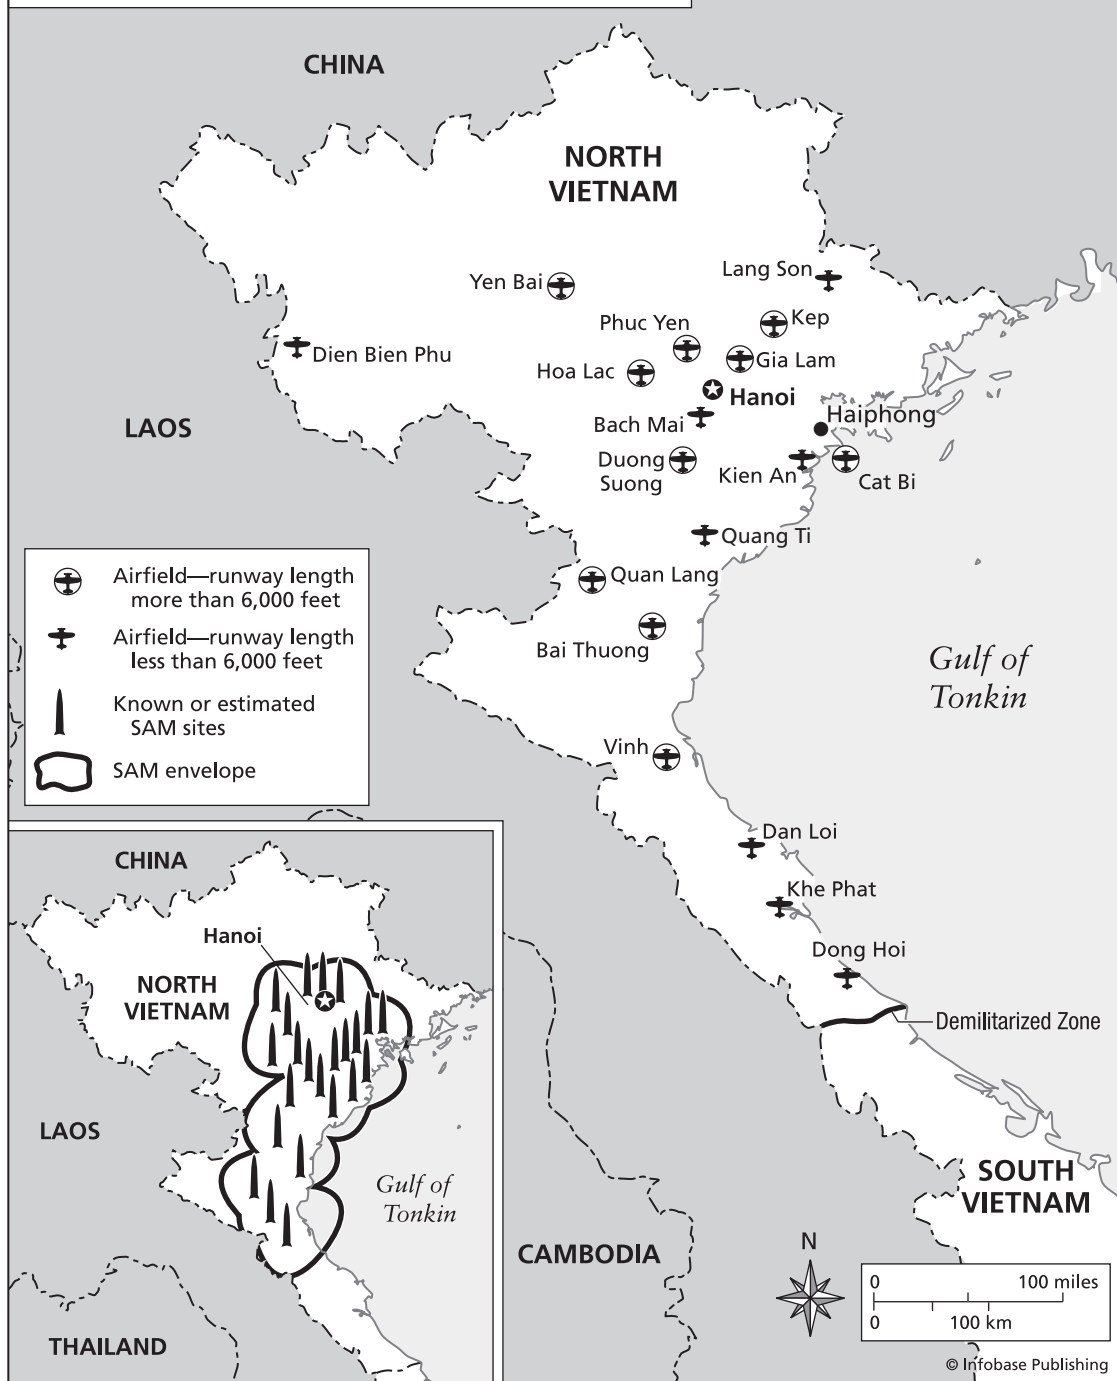 CHINA
NORTH
VIETNAM
Lang Son
Yen Bai
Kep
Phuc Yen
Dien Bien Phu
Gia Lam
Hoa Lac
Hanoi
LAOS
Bach Mai
Haiphong
Duong
Suong
Kien An
Cat Bi
Quang Ti
Quan Lang
Bai Thuong
Gulf of
Tonkin
Vinh
Dan Loi
Khe Phat
Dong Hoi
Demilitarized Zone
SOUTH
VIETNAM
CAMBODIA
Airfield—runway length
more than 6,000 feet
Airfield—runway length
less than 6,000 feet
Known or estimated
SAM sites
SAM envelope
CHINA
Hanoi
NORTH
VIETNAM
LAOS
Gulf of
Tonkin
THAILAND
N
0 100 miles
0 100 km
© Infobase Publishing